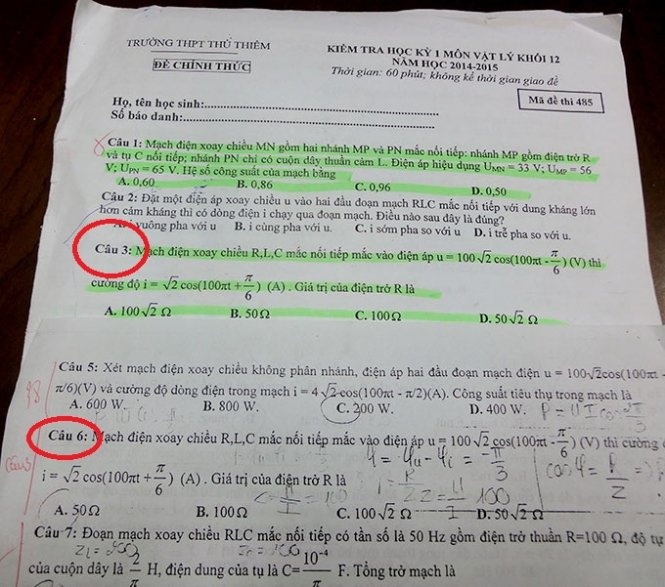 TRƯỜNG THPT THỦ THIÊM
ĐỀ CHÍNH THỨC
KIỂM TRA HỌC KỲ 1 MÔN VẬT LÝ KHỐI 12
NĂM HỌC 2014-2015
Thời gian: 60 phút; không kể thời gian giao đề
Họ, tên học sinh:
Số báo danh:
Mã đề thi 485
Câu 1: Mạch điện xoay chiều MN gồm hai nhánh MP và PN mắc nối tiếp: nhánh MP gồm điện trở R
và tụ C nối tiếp; nhánh PN chỉ có cuộn dây thuần cảm L. Điện áp hiệu dụng U_MN = 33 V; U_MP = 56
V; U_PN = 65 V. Hệ số công suất của mạch bằng
A. 0,60 B. 0,86 C. 0,96 D. 0,50
Câu 2: Đặt một điện áp xoay chiều u vào hai đầu đoạn mạch RLC mắc nối tiếp với dung kháng lớn
hơn cảm kháng thì có dòng điện i chạy qua đoạn mạch. Điều nào sau đây là đúng?
A. i vuông pha với u B. i cùng pha với u. C. i sớm pha so với u D. i trễ pha so với u.
Câu 3: Mạch điện xoay chiều R,L,C mắc nối tiếp mắc vào điện áp u = 100√2 cos(100πt - π/6) (V) thì
cường độ i = √2 cos(100πt + π/6) (A) . Giá trị của điện trở R là
A. 100√2 Ω B. 50Ω C. 100Ω D. 50√2 Ω
Câu 5: Xét mạch điện xoay chiều không phân nhánh, điện áp hai đầu đoạn mạch điện u = 100√2cos(100πt -
π/6)(V) và cường độ dòng điện trong mạch i = 4√2cos(100πt - π/2)(A). Công suất tiêu thụ trong mạch là
A. 600 W. B. 800 W. C. 200 W. D. 400 W.
Câu 6: Mạch điện xoay chiều R,L,C mắc nối tiếp mắc vào điện áp u = 100√2 cos(100πt - π/6) (V) thì cường
φ = φu - φi = -π/3
cosφ = R/Z
i = √2 cos(100πt + π/6) (A) . Giá trị của điện trở R là
A. 50Ω B. 100Ω C. 100√2 Ω D. 50√2 Ω
Câu 7: Đoạn mạch xoay chiều RLC mắc nối tiếp có tần số là 50 Hz gồm điện trở thuần R=100 Ω, độ tự
của cuộn dây là 2/π H, điện dung của tụ là C= 10⁻⁴/π F. Tổng trở mạch là